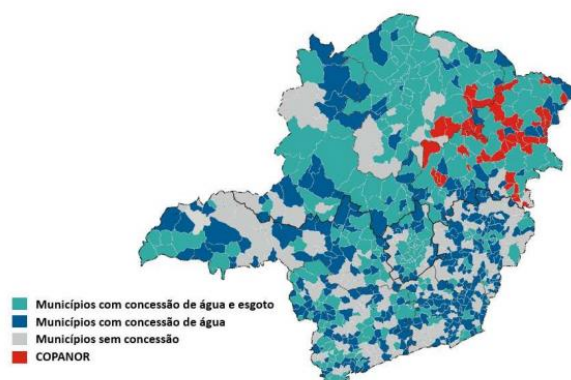 Municípios com concessão de água e esgoto
Municípios com concessão de água
Municípios sem concessão
COPANOR